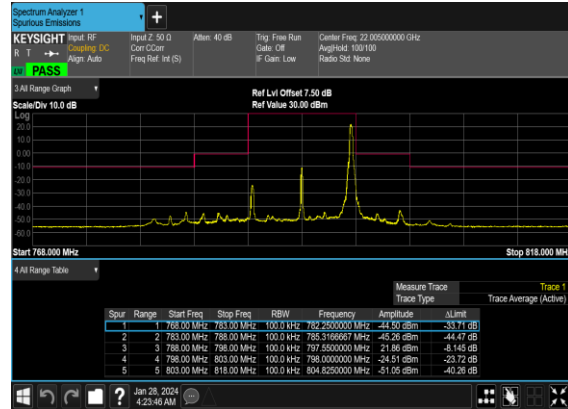 Spectrum Analyzer 1
Spurious Emissions
KEYSIGHT Input: RF Input Z: 50 Ω Atten: 40 dB Trig: Free Run Center Freq: 22.005000000 GHz
R T Coupling: DC Corr CCorr Gate: Off Avg|Hold: 100/100
Align: Auto Freq Ref: Int (S) IF Gain: Low Radio Std: None
PASS
3 All Range Graph
Ref Lvl Offset 7.50 dB
Scale/Div 10.0 dB Ref Value 30.00 dBm
Log
20.0
10.0
0.00
-10.0
-20.0
-30.0
-40.0
-50.0
-60.0
Start 768.000 MHz Stop 818.000 MHz
4 All Range Table
Measure Trace Trace 1
Trace Type Trace Average (Active)
Spur Range Start Freq Stop Freq RBW Frequency Amplitude ΔLimit
1 1 768.00 MHz 783.00 MHz 100.0 kHz 782.2500000 MHz -44.50 dBm -33.71 dB
2 2 783.00 MHz 788.00 MHz 100.0 kHz 785.3166667 MHz -45.26 dBm -44.47 dB
3 3 788.00 MHz 798.00 MHz 100.0 kHz 797.5500000 MHz 21.86 dBm -8.145 dB
4 4 798.00 MHz 803.00 MHz 100.0 kHz 798.0000000 MHz -24.51 dBm -23.72 dB
5 5 803.00 MHz 818.00 MHz 100.0 kHz 804.8250000 MHz -51.05 dBm -40.26 dB
Jan 28, 2024
4:23:46 AM